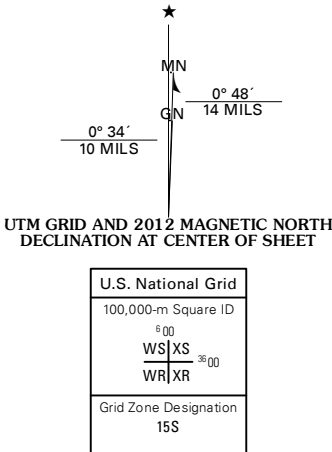 ★
MN
0° 48´
14 MILS
GN
0° 34´
10 MILS
UTM GRID AND 2012 MAGNETIC NORTH
DECLINATION AT CENTER OF SHEET
U.S. National Grid
100,000-m Square ID
6 00
WS XS
36 00
WR XR
Grid Zone Designation
15S